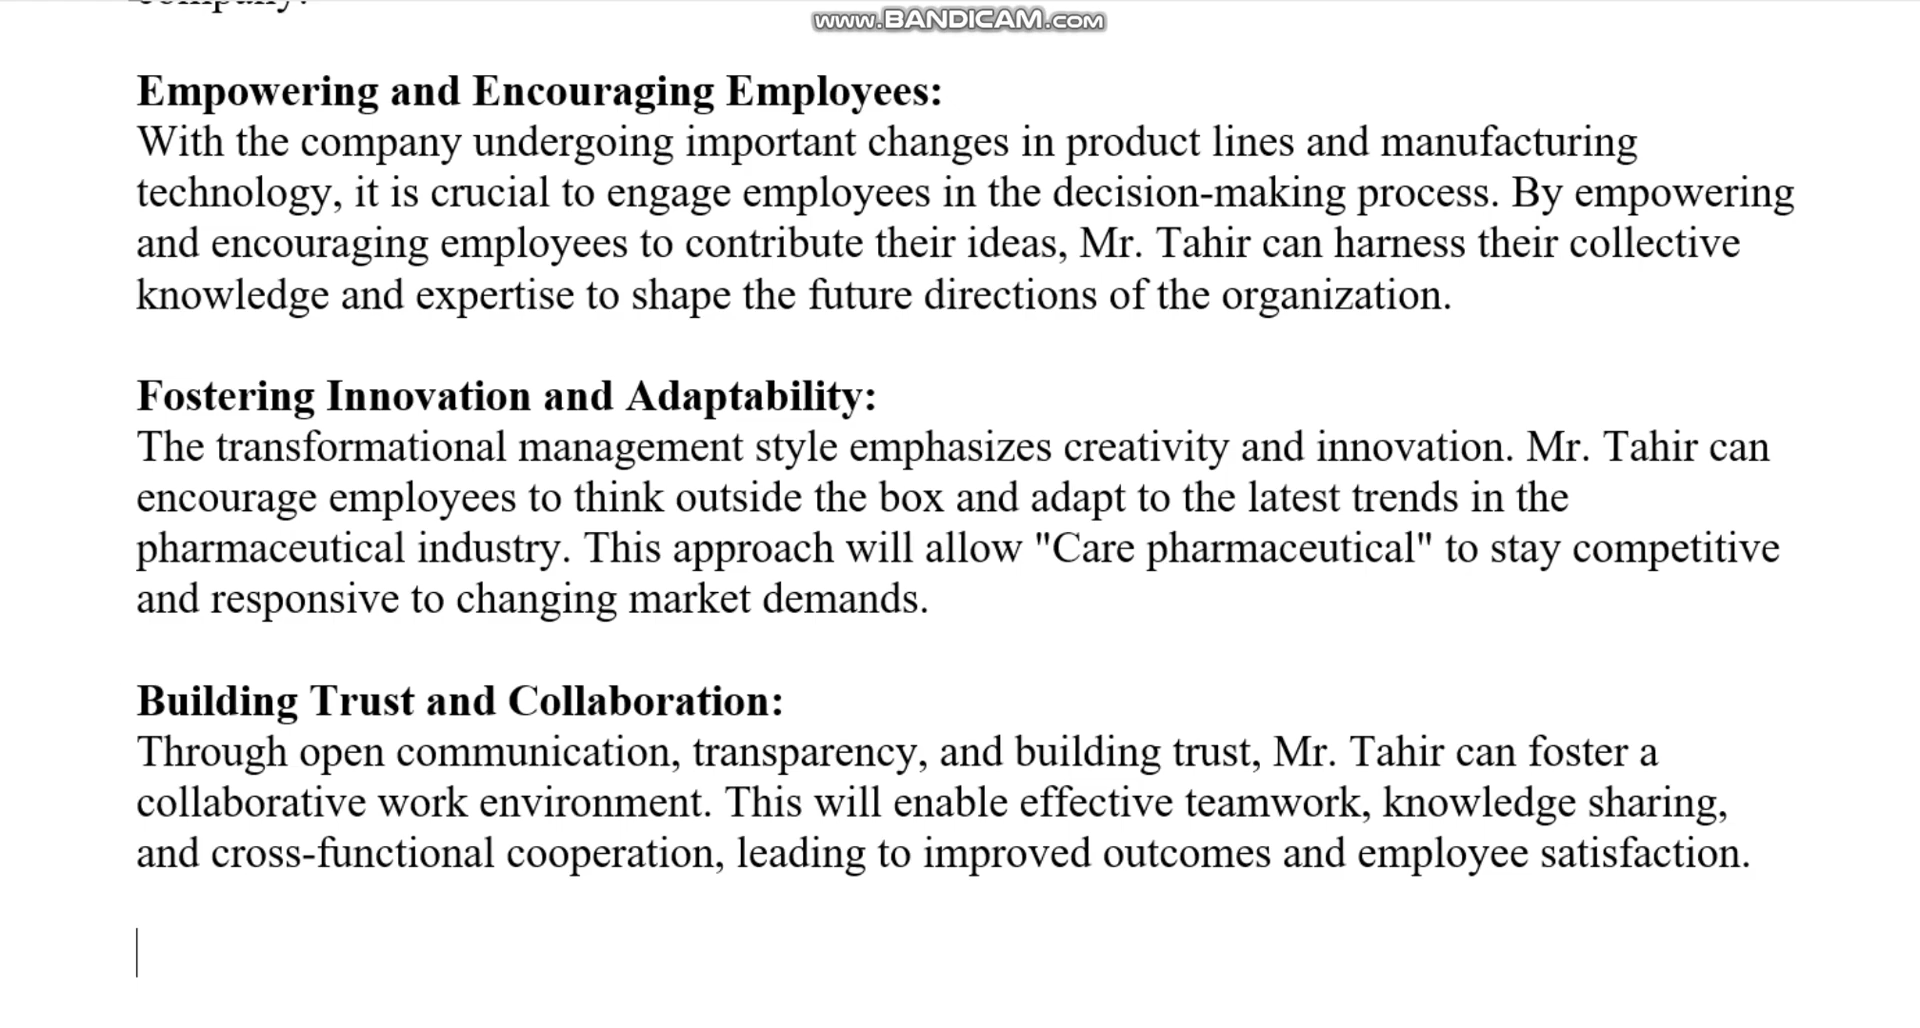 company.
www.BANDICAM.com
Empowering and Encouraging Employees:
With the company undergoing important changes in product lines and manufacturing
technology, it is crucial to engage employees in the decision-making process. By empowering
and encouraging employees to contribute their ideas, Mr. Tahir can harness their collective
knowledge and expertise to shape the future directions of the organization.
Fostering Innovation and Adaptability:
The transformational management style emphasizes creativity and innovation. Mr. Tahir can
encourage employees to think outside the box and adapt to the latest trends in the
pharmaceutical industry. This approach will allow "Care pharmaceutical" to stay competitive
and responsive to changing market demands.
Building Trust and Collaboration:
Through open communication, transparency, and building trust, Mr. Tahir can foster a
collaborative work environment. This will enable effective teamwork, knowledge sharing,
and cross-functional cooperation, leading to improved outcomes and employee satisfaction.